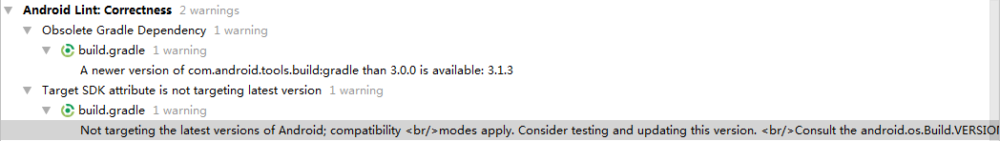 Android Lint: Correctness 2 warnings
Obsolete Gradle Dependency 1 warning
build.gradle 1 warning
A newer version of com.android.tools.build:gradle than 3.0.0 is available: 3.1.3
Target SDK attribute is not targeting latest version 1 warning
build.gradle 1 warning
Not targeting the latest versions of Android; compatibility <br/>modes apply. Consider testing and updating this version. <br/>Consult the android.os.Build.VERSION